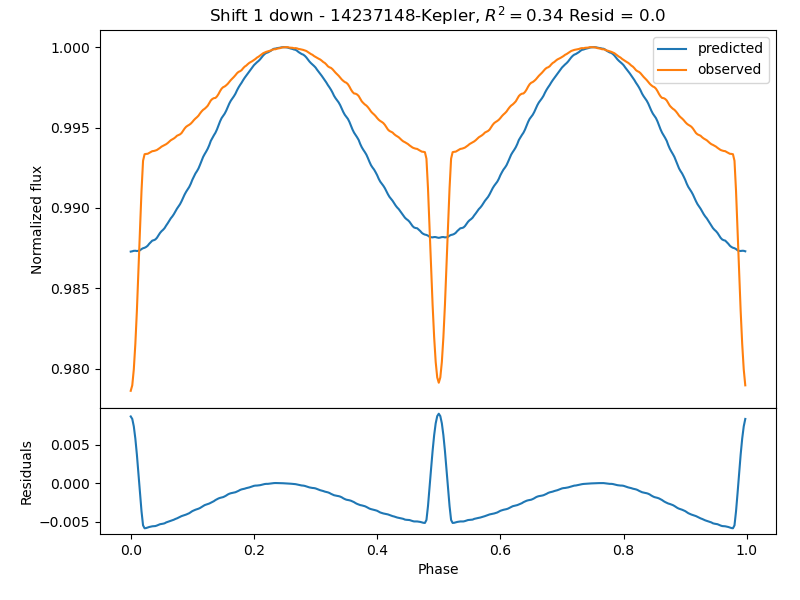 Shift 1 down - 14237148-Kepler, R² = 0.34 Resid = 0.0
predicted
observed
1.000
0.995
0.990
0.985
0.980
Normalized flux
0.005
0.000
−0.005
Residuals
0.0 0.2 0.4 0.6 0.8 1.0
Phase